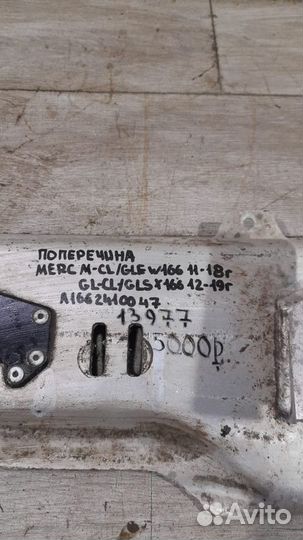 ПОПЕРЕЧИНА
MERC M-CL/GLE W166 11-18г
GL-CL/GLS X166 12-19г
A1662410047
13977
5000р.
Avito